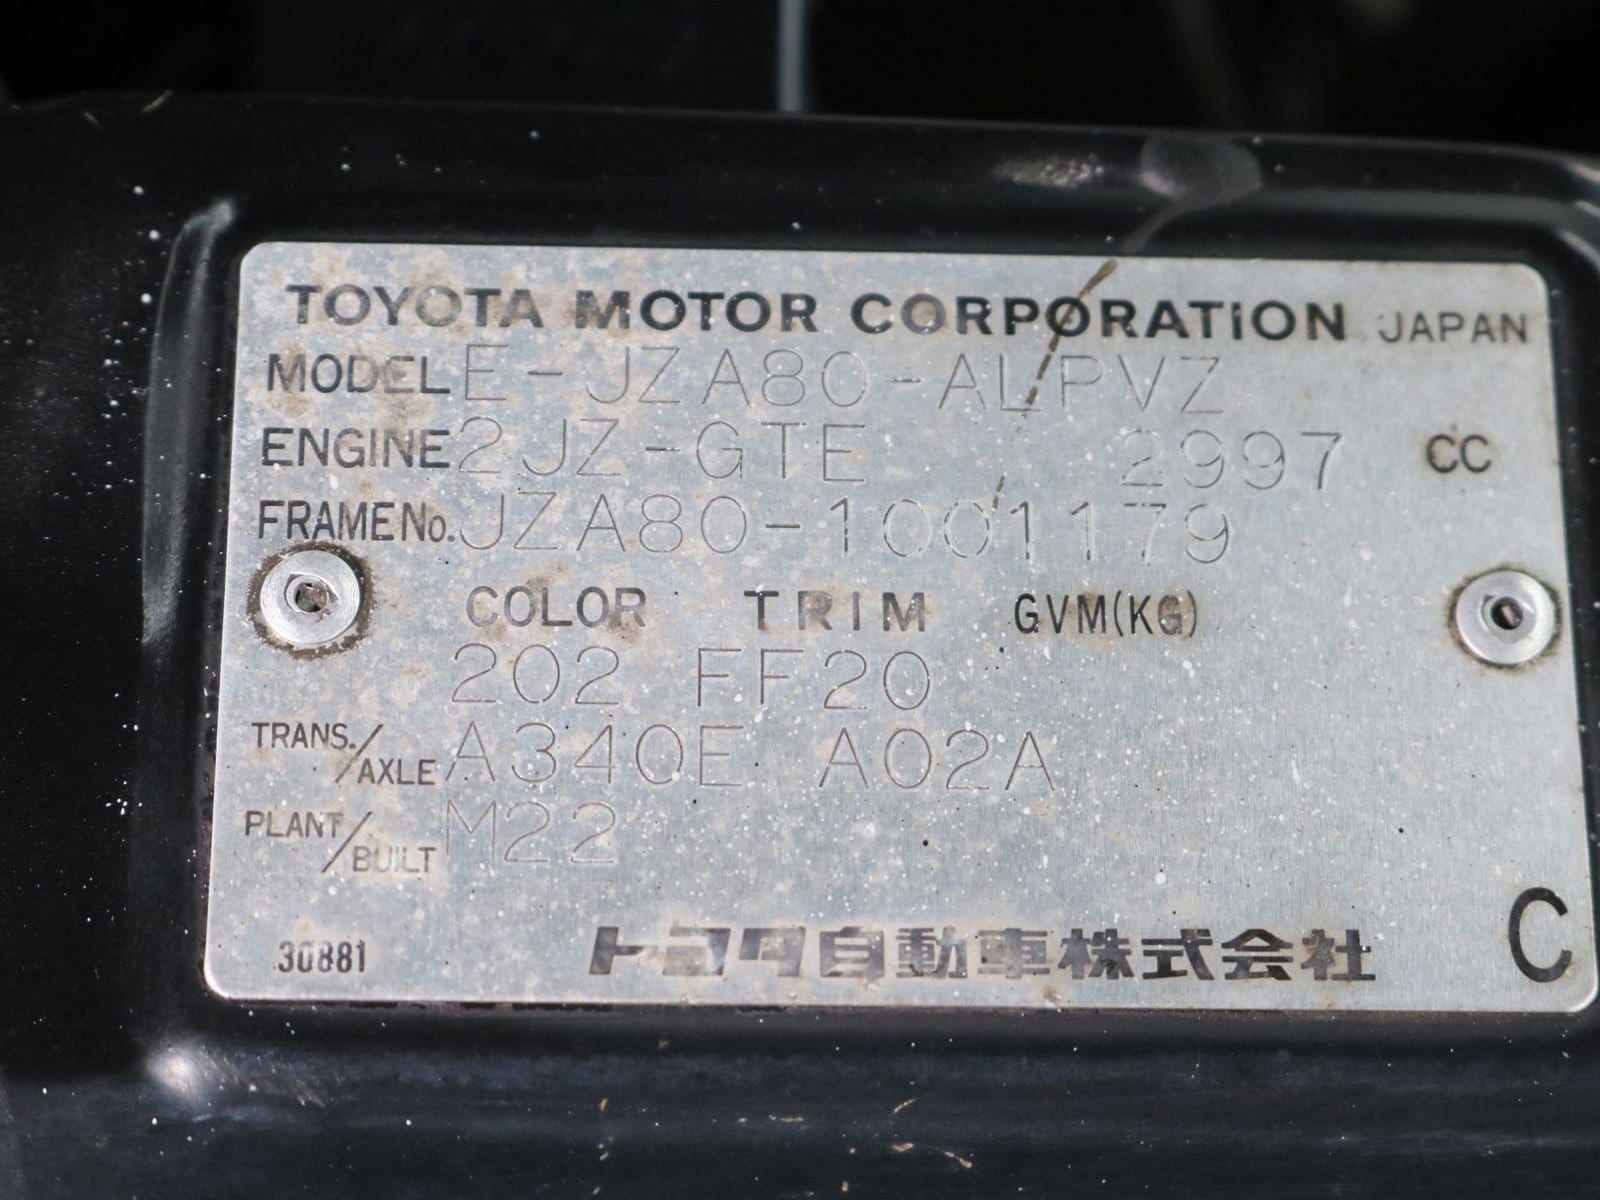 TOYOTA MOTOR CORPORATION JAPAN
MODEL E-JZA80-ALPVZ
ENGINE 2JZ-GTE 2997 CC
FRAME No. JZA80-1001179
COLOR TRIM GVM(KG)
202 FF20
TRANS./AXLE A340E A02A
PLANT/BUILT M22
30881 トヨタ自動車株式会社 C